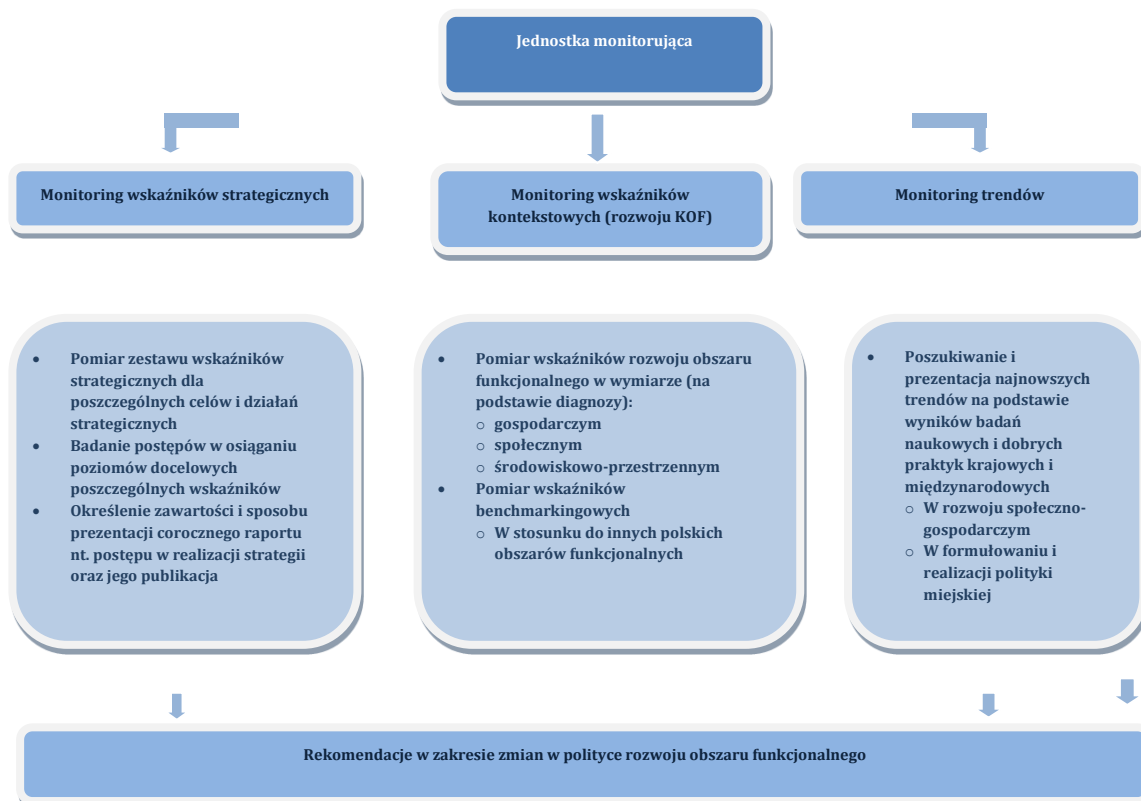 Jednostka monitorująca
Monitoring wskaźników strategicznych
Monitoring wskaźników
kontekstowych (rozwoju KOF)
Monitoring trendów
• Pomiar zestawu wskaźników
strategicznych dla
poszczególnych celów i działań
strategicznych
• Badanie postępów w osiąganiu
poziomów docelowych
poszczególnych wskaźników
• Określenie zawartości i sposobu
prezentacji corocznego raportu
nt. postępu w realizacji strategii
oraz jego publikacja
• Pomiar wskaźników rozwoju obszaru
funkcjonalnego w wymiarze (na
podstawie diagnozy):
○ gospodarczym
○ społecznym
○ środowiskowo-przestrzennym
• Pomiar wskaźników
benchmarkingowych
○ W stosunku do innych polskich
obszarów funkcjonalnych
• Poszukiwanie i
prezentacja najnowszych
trendów na podstawie
wyników badań
naukowych i dobrych
praktyk krajowych i
międzynarodowych
○ W rozwoju społeczno-
gospodarczym
○ W formułowaniu i
realizacji polityki
miejskiej
Rekomendacje w zakresie zmian w polityce rozwoju obszaru funkcjonalnego